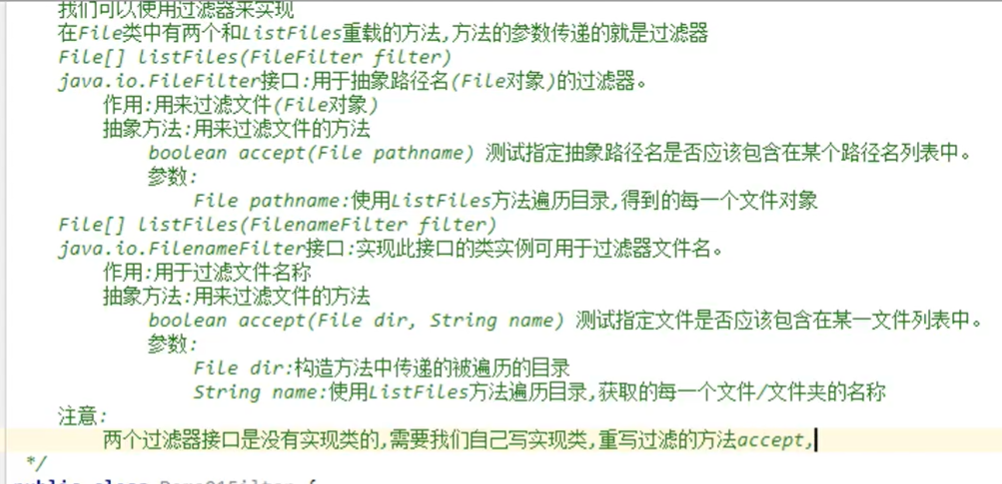 我们可以使用过滤器来实现
在File类中有两个和ListFiles重载的方法,方法的参数传递的就是过滤器
File[] listFiles(FileFilter filter)
java.io.FileFilter接口:用于抽象路径名(File对象)的过滤器。
作用:用来过滤文件(File对象)
抽象方法:用来过滤文件的方法
boolean accept(File pathname) 测试指定抽象路径名是否应该包含在某个路径名列表中。
参数:
File pathname:使用ListFiles方法遍历目录,得到的每一个文件对象
File[] listFiles(FilenameFilter filter)
java.io.FilenameFilter接口:实现此接口的类实例可用于过滤器文件名。
作用:用于过滤文件名称
抽象方法:用来过滤文件的方法
boolean accept(File dir, String name) 测试指定文件是否应该包含在某一文件列表中。
参数:
File dir:构造方法中传递的被遍历的目录
String name:使用ListFiles方法遍历目录,获取的每一个文件/文件夹的名称
注意:
两个过滤器接口是没有实现类的,需要我们自己写实现类,重写过滤的方法accept,
*/
public class